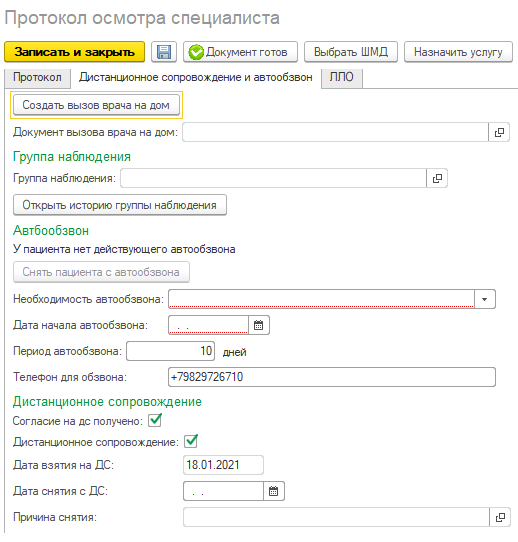 Протокол осмотра специалиста
Записать и закрыть Документ готов Выбрать ШМД Назначить услугу
Протокол Дистанционное сопровождение и автообзвон ЛЛО
Создать вызов врача на дом
Документ вызова врача на дом:
Группа наблюдения
Группа наблюдения:
Открыть историю группы наблюдения
Автбообзвон
У пациента нет действующего автообзвона
Снять пациента с автообзвона
Необходимость автообзвона:
Дата начала автообзвона: . .
Период автообзвона: 10 дней
Телефон для обзвона: +79829726710
Дистанционное сопровождение
Согласие на дс получено:
Дистанционное сопровождение:
Дата взятия на ДС: 18.01.2021
Дата снятия с ДС: . .
Причина снятия: